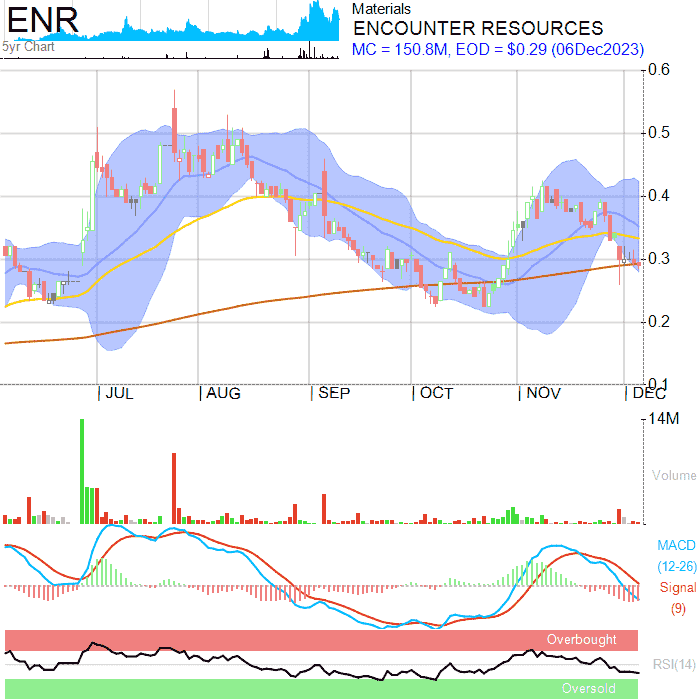 ENR
5yr Chart
Materials
ENCOUNTER RESOURCES
MC = 150.8M, EOD = $0.29 (06Dec2023)
0.6
0.5
0.4
0.3
0.2
0.1
JUL AUG SEP OCT NOV DEC
14M
Volume
MACD
(12-26)
Signal
(9)
Overbought
RSI(14)
Oversold